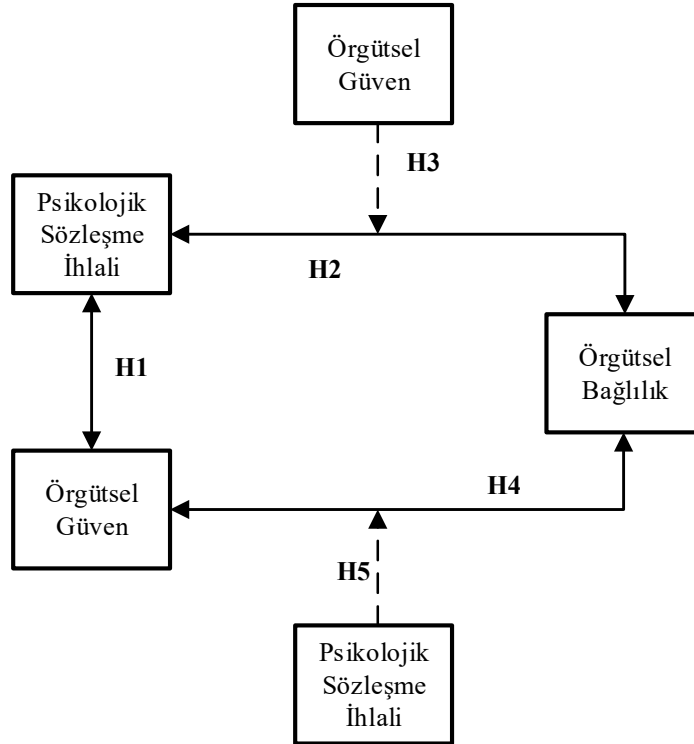 Örgütsel
Güven
H3
Psikolojik
Sözleşme
İhlali
H2
H1
Örgütsel
Bağlılık
Örgütsel
Güven
H4
H5
Psikolojik
Sözleşme
İhlali